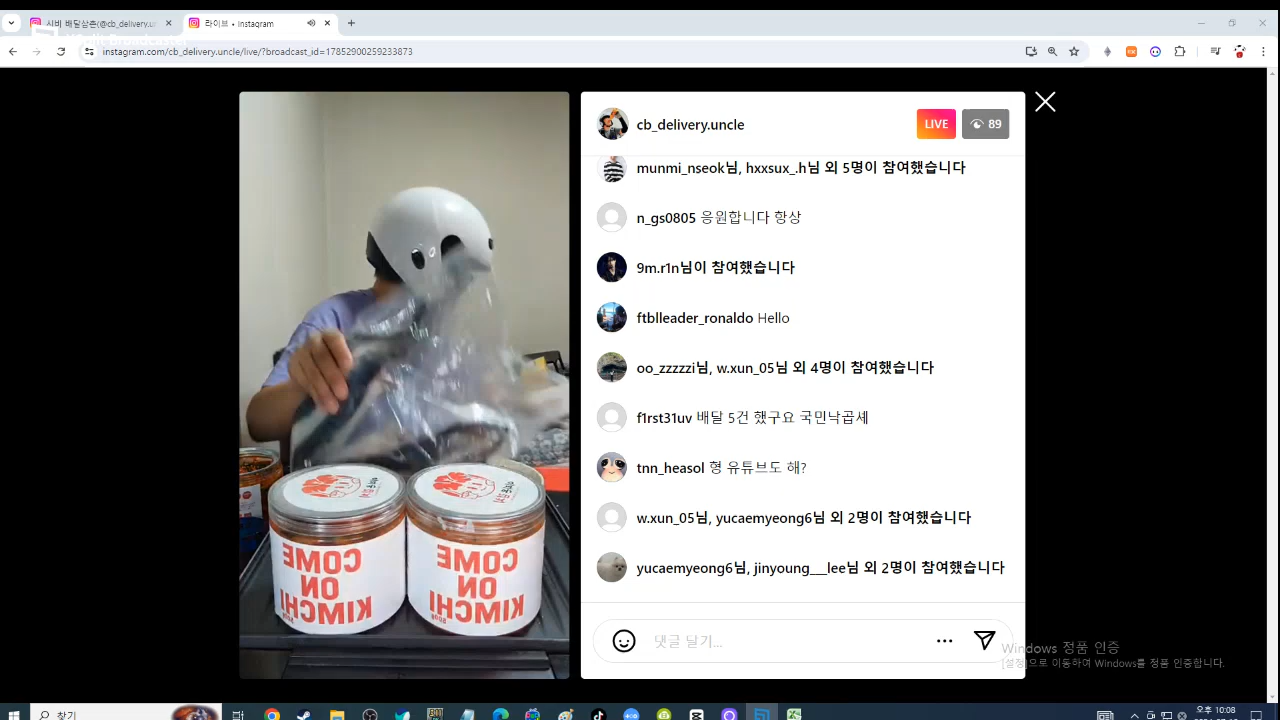 시비 배달삼촌(@cb_delivery.un
라이브 • Instagram
instagram.com/cb_delivery.uncle/live/?broadcast_id=17852900259233873
cb_delivery.uncle
LIVE
89
munmi_nseok님, hxxsux_.h님 외 5명이 참여했습니다
n_gs0805 응원합니다 항상
9m.r1n님이 참여했습니다
ftblleader_ronaldo Hello
oo_zzzzzi님, w.xun_05님 외 4명이 참여했습니다
f1rst31uv 배달 5건 했구요 국민낙곱세
tnn_heasol 형 유튜브도 해?
w.xun_05님, yucaemyeong6님 외 2명이 참여했습니다
yucaemyeong6님, jinyoung___lee님 외 2명이 참여했습니다
댓글 달기...
COME
ON
KIMCHI
COME
ON
KIMCHI
Windows 정품 인증
[설정]으로 이동하여 Windows를 정품 인증합니다.
찾기
오후 10:08